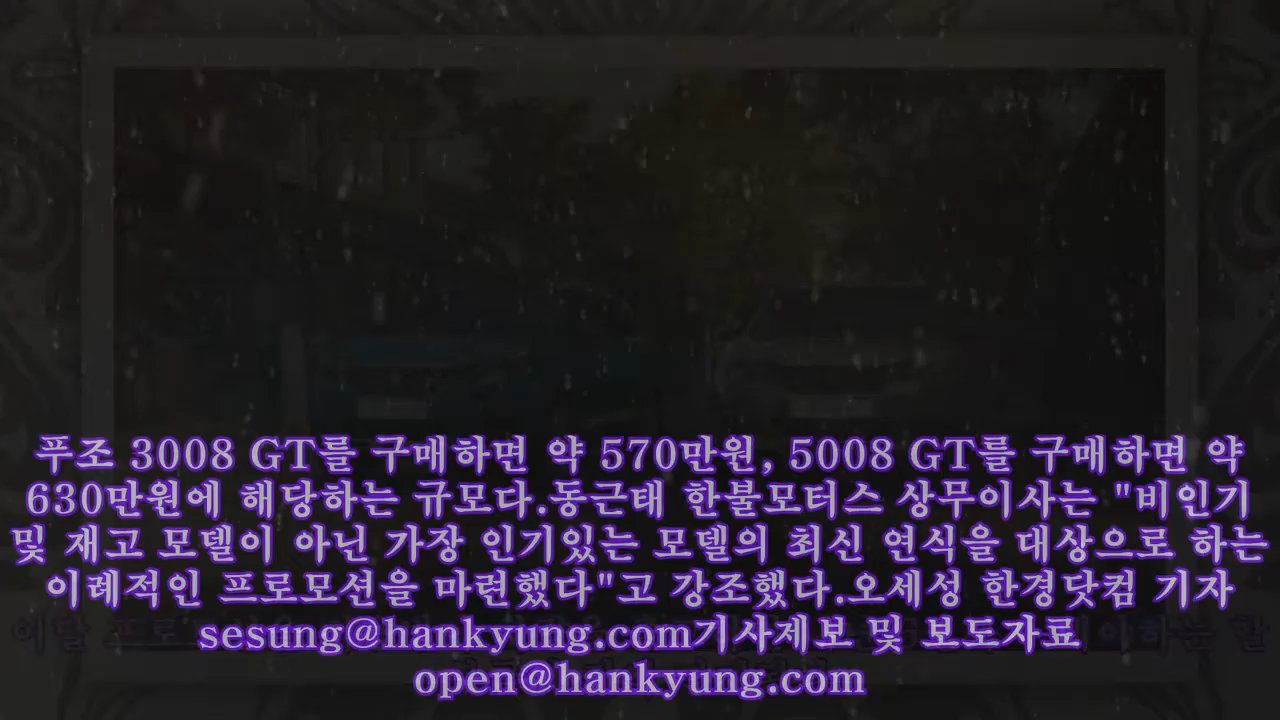 푸조 3008 GT를 구매하면 약 570만원, 5008 GT를 구매하면 약
630만원에 해당하는 규모다.동근태 한불모터스 상무이사는 "비인기
및 재고 모델이 아닌 가장 인기있는 모델의 최신 연식을 대상으로 하는
이례적인 프로모션을 마련했다"고 강조했다.오세성 한경닷컴 기자
sesung@hankyung.com기사제보 및 보도자료
open@hankyung.com